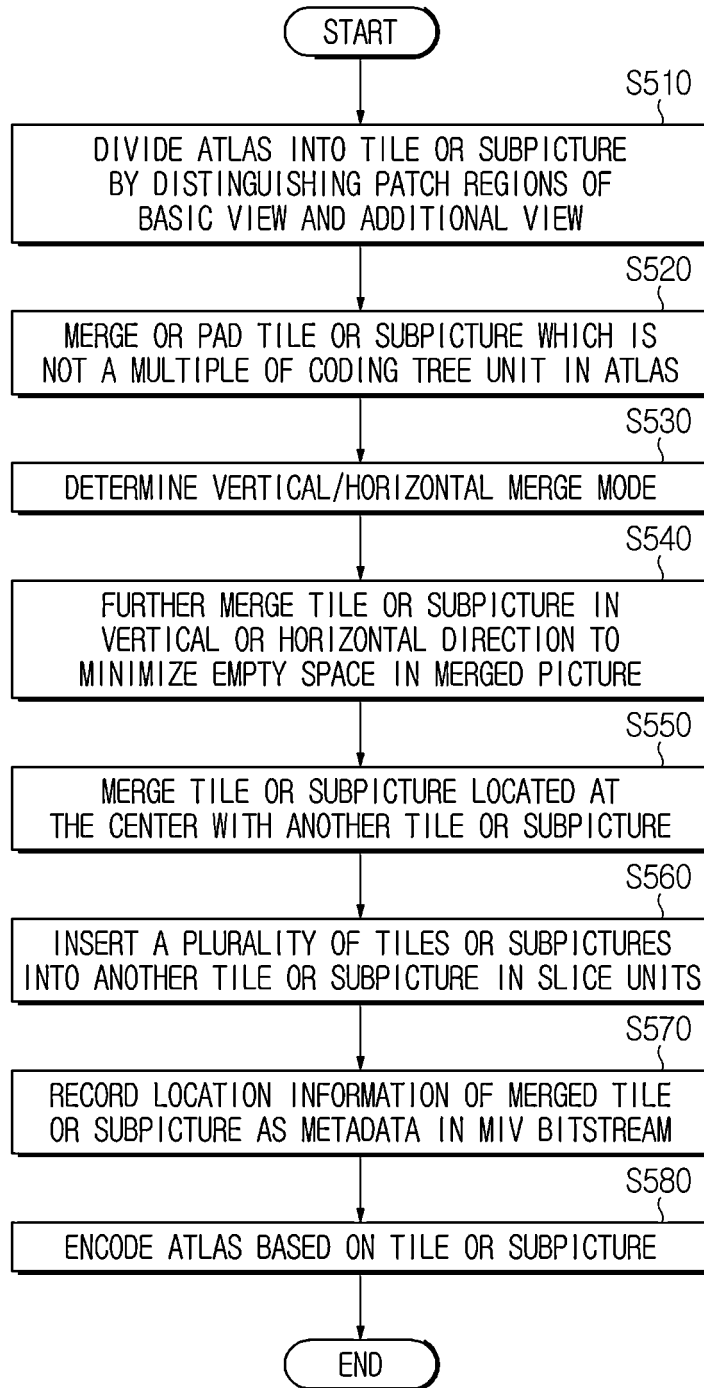 START
S510
DIVIDE ATLAS INTO TILE OR SUBPICTURE
BY DISTINGUISHING PATCH REGIONS OF
BASIC VIEW AND ADDITIONAL VIEW
S520
MERGE OR PAD TILE OR SUBPICTURE WHICH IS
NOT A MULTIPLE OF CODING TREE UNIT IN ATLAS
S530
DETERMINE VERTICAL/HORIZONTAL MERGE MODE
S540
FURTHER MERGE TILE OR SUBPICTURE IN
VERTICAL OR HORIZONTAL DIRECTION TO
MINIMIZE EMPTY SPACE IN MERGED PICTURE
S550
MERGE TILE OR SUBPICTURE LOCATED AT
THE CENTER WITH ANOTHER TILE OR SUBPICTURE
S560
INSERT A PLURALITY OF TILES OR SUBPICTURES
INTO ANOTHER TILE OR SUBPICTURE IN SLICE UNITS
S570
RECORD LOCATION INFORMATION OF MERGED TILE
OR SUBPICTURE AS METADATA IN MIV BITSTREAM
S580
ENCODE ATLAS BASED ON TILE OR SUBPICTURE
END